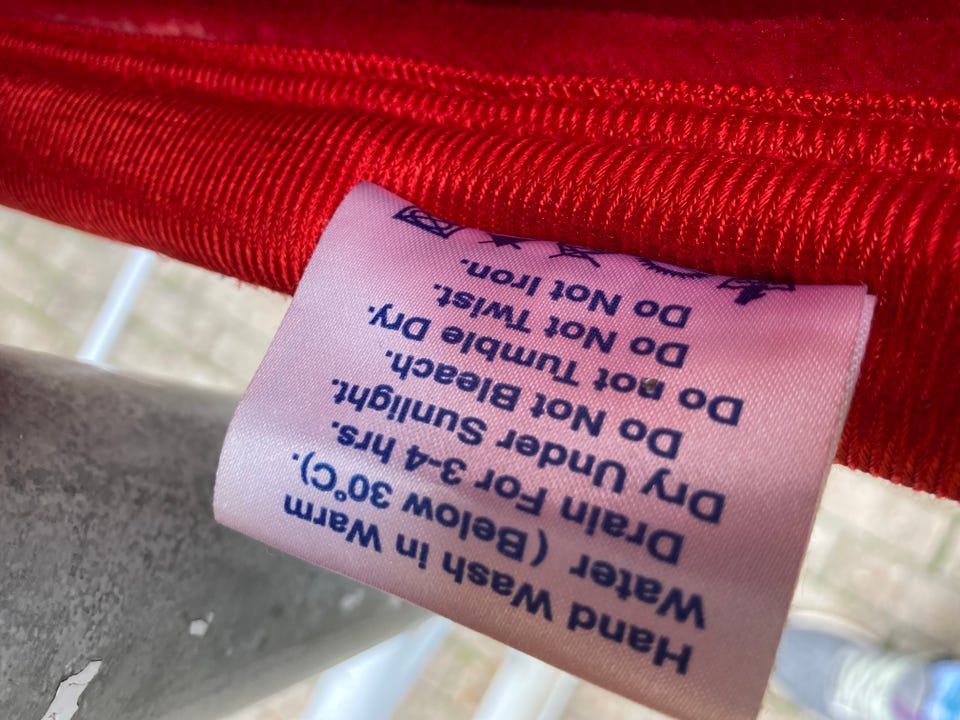 Hand Wash in Warm
Water ( Below 30°C).
Drain For 3-4 hrs.
Dry Under Sunlight.
Do Not Bleach.
Do not Tumble Dry.
Do Not Twist.
Do Not Iron.